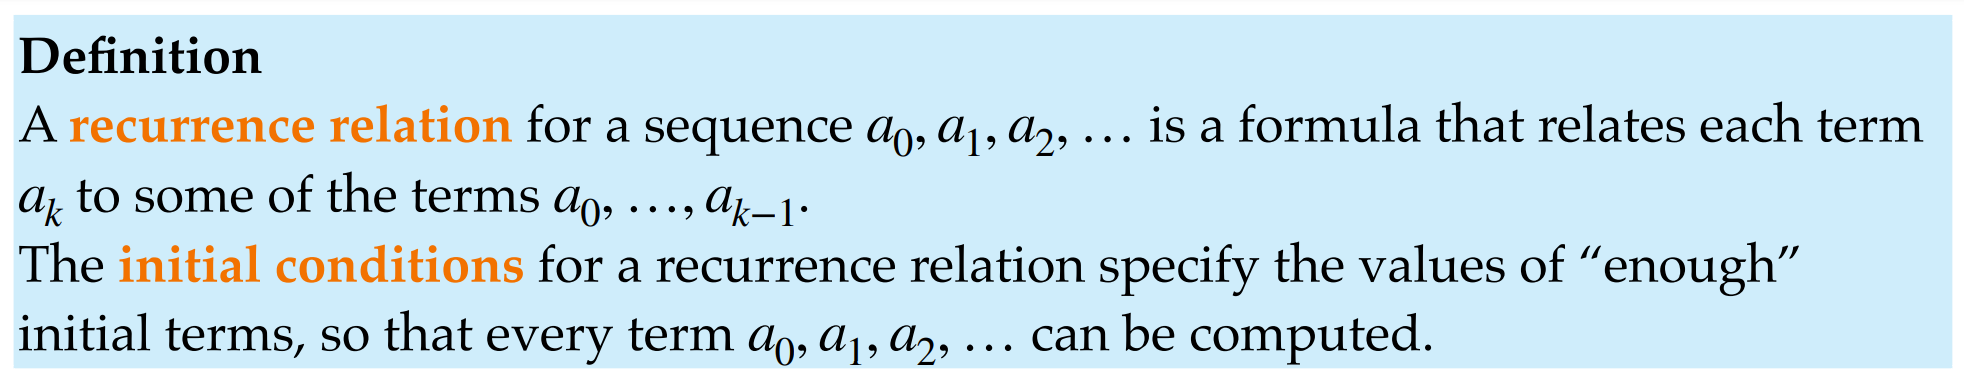 Definition
A recurrence relation for a sequence a₀, a₁, a₂, … is a formula that relates each term
aₖ to some of the terms a₀, …, aₖ₋₁.
The initial conditions for a recurrence relation specify the values of “enough”
initial terms, so that every term a₀, a₁, a₂, … can be computed.